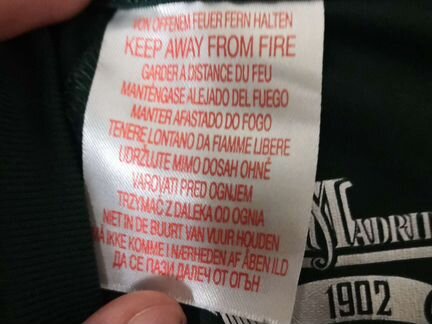 VON OFFENEM FEUER FERN HALTEN
KEEP AWAY FROM FIRE
GARDER A DISTANCE DU FEU
MANTÉNGASE ALEJADO DEL FUEGO
MANTER AFASTADO DO FOGO
TENERE LONTANO DA FIAMME LIBERE
UDRŽUJTE MIMO DOSAH OHNĚ
VAROVATI PRED OGNJEM
TRZYMAĆ Z DALEKA OD OGNIA
NIET IN DE BUURT VAN VUUR HOUDEN
MÅ IKKE KOMME I NÆRHEDEN AF ÅBEN ILD
ДА СЕ ПАЗИ ДАЛЕЧ ОТ ОГЪН
MADRID
1902